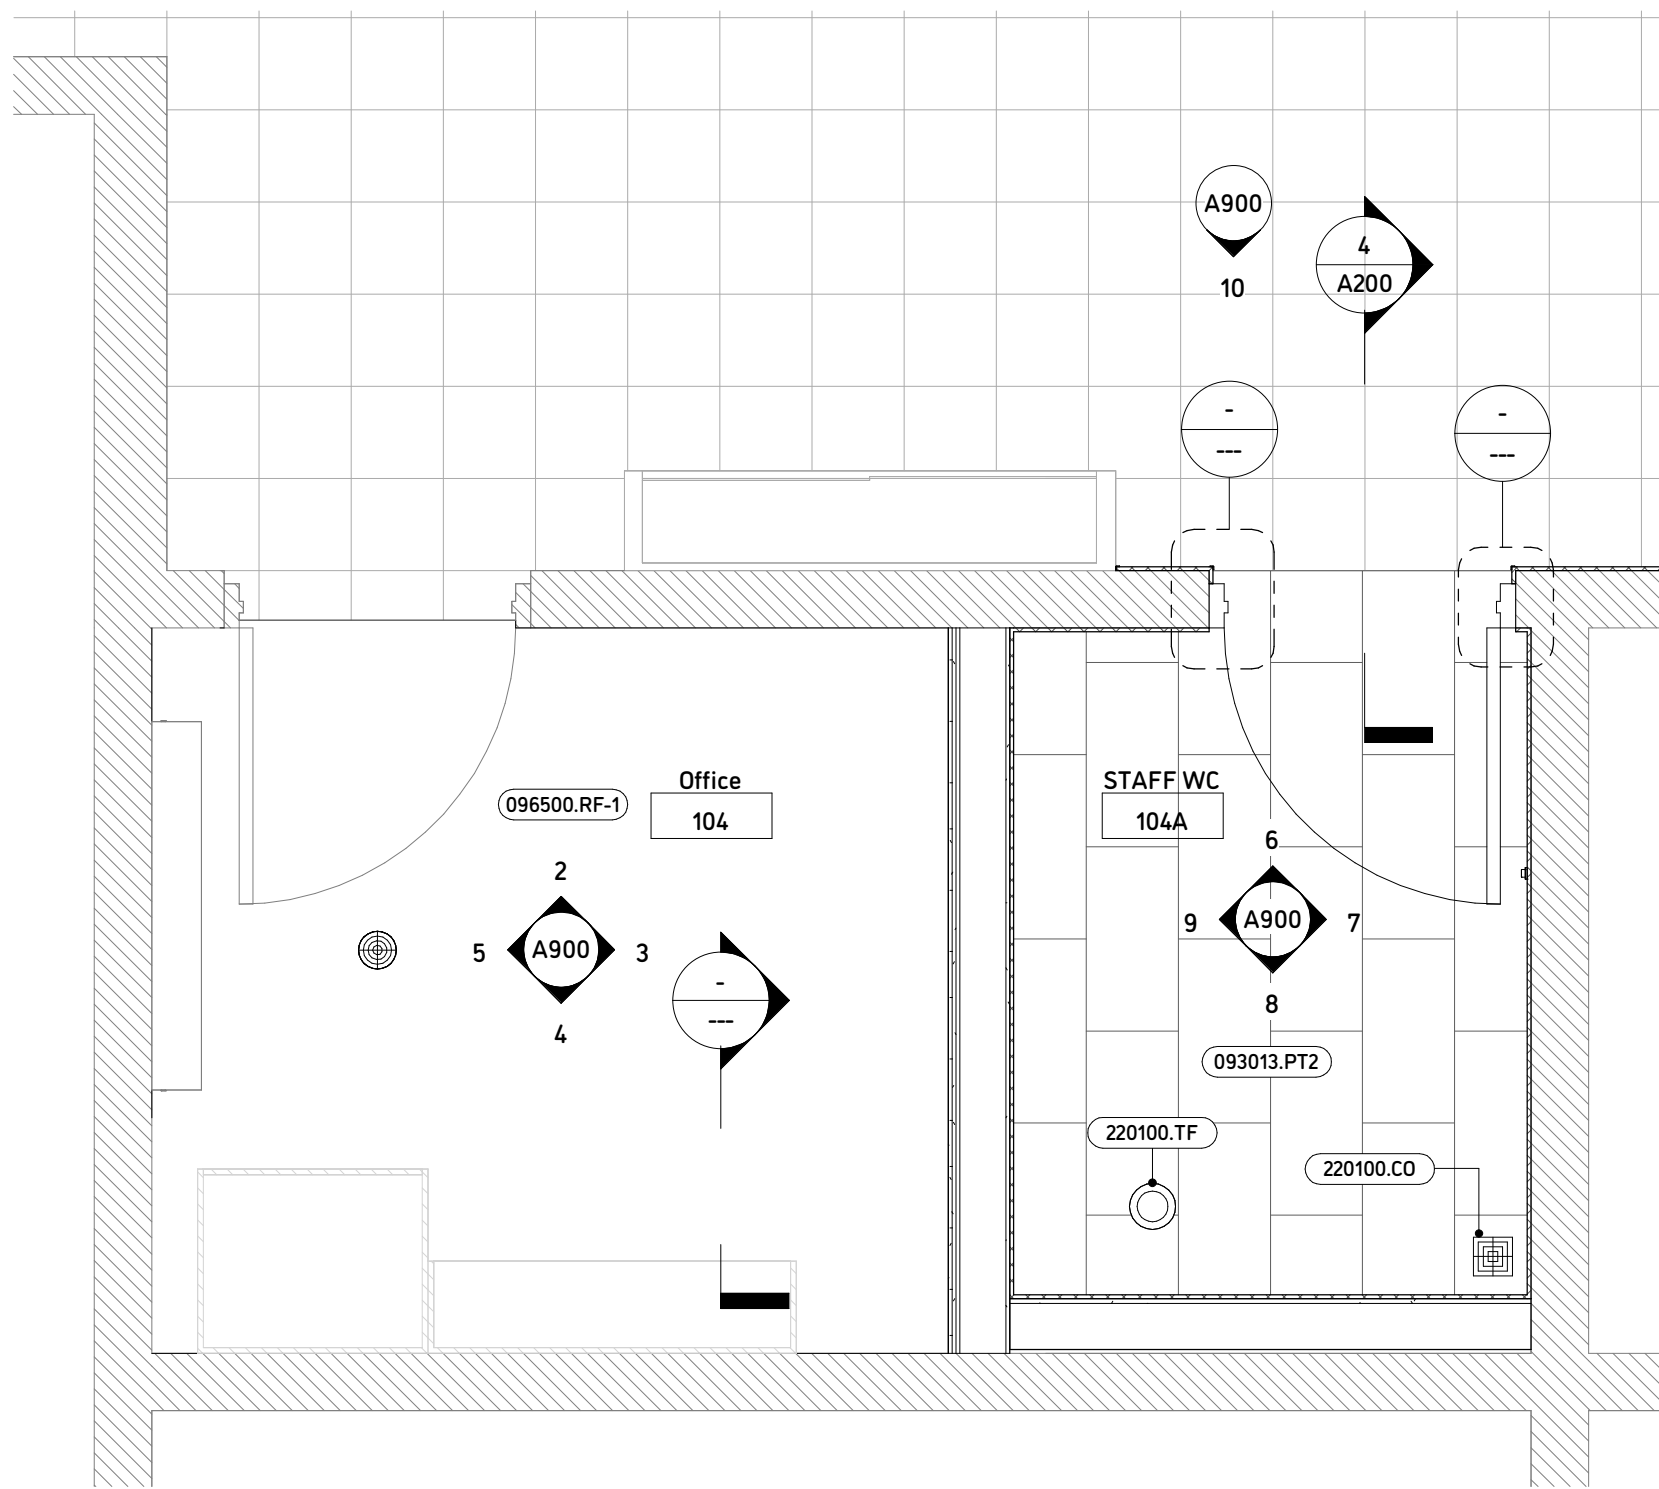 A900
10
4
A200
-
---
-
---
Office
104
096500.RF-1
STAFF WC
104A
2
5
A900
3
4
-
---
6
9
A900
7
8
093013.PT2
220100.TF
220100.CO